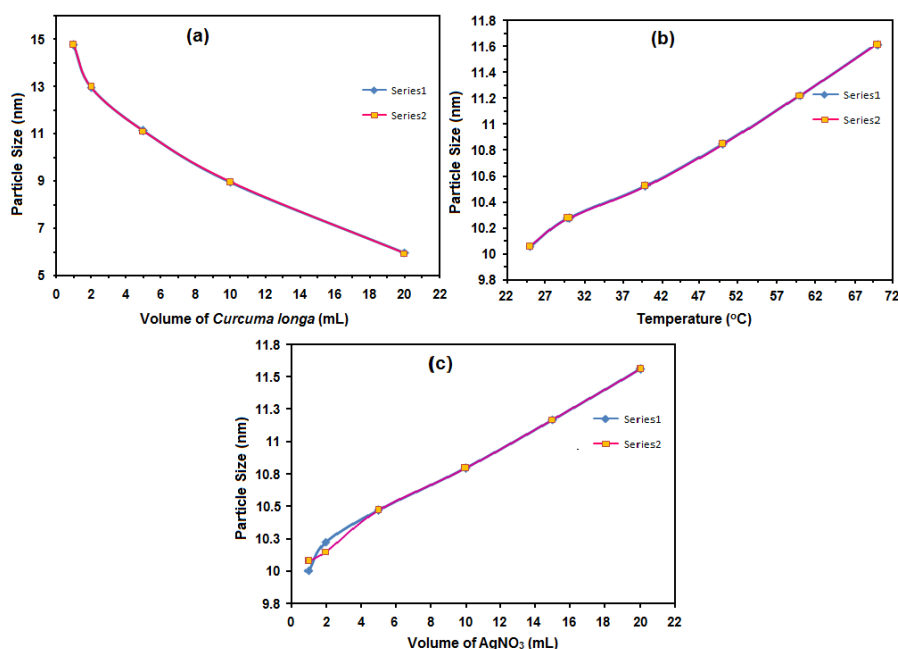 (a)
Particle Size (nm)
15
13
11
9
7
5
0 2 4 6 8 10 12 14 16 18 20 22
Volume of Curcuma longa (mL)
Series1
Series2
(b)
Particle Size (nm)
11.8
11.6
11.4
11.2
11
10.8
10.6
10.4
10.2
10
9.8
22 27 32 37 42 47 52 57 62 67 72
Temperature (°C)
Series1
Series2
(c)
Particle Size (nm)
11.8
11.5
11.3
11
10.8
10.5
10.3
10
9.8
0 2 4 6 8 10 12 14 16 18 20 22
Volume of AgNO₃ (mL)
Series1
Series2